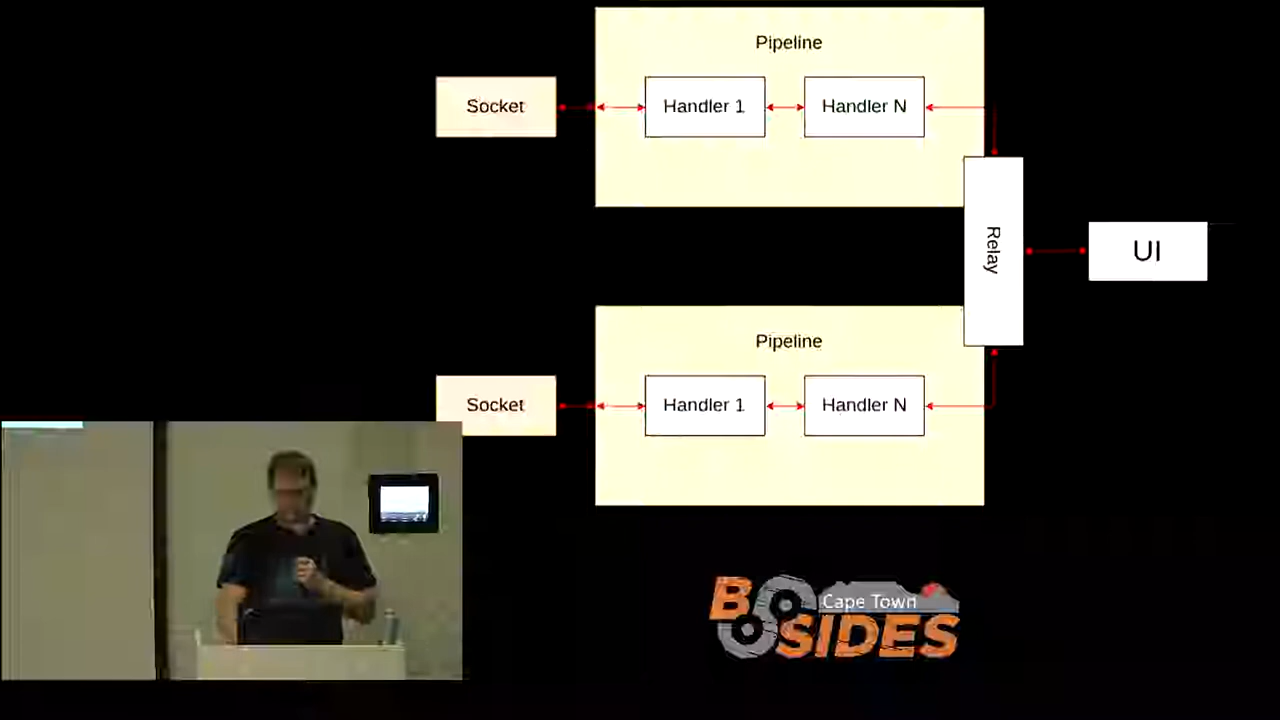 Pipeline
Socket
Handler 1
Handler N
Relay
UI
Pipeline
Socket
Handler 1
Handler N
BSIDES
Cape Town